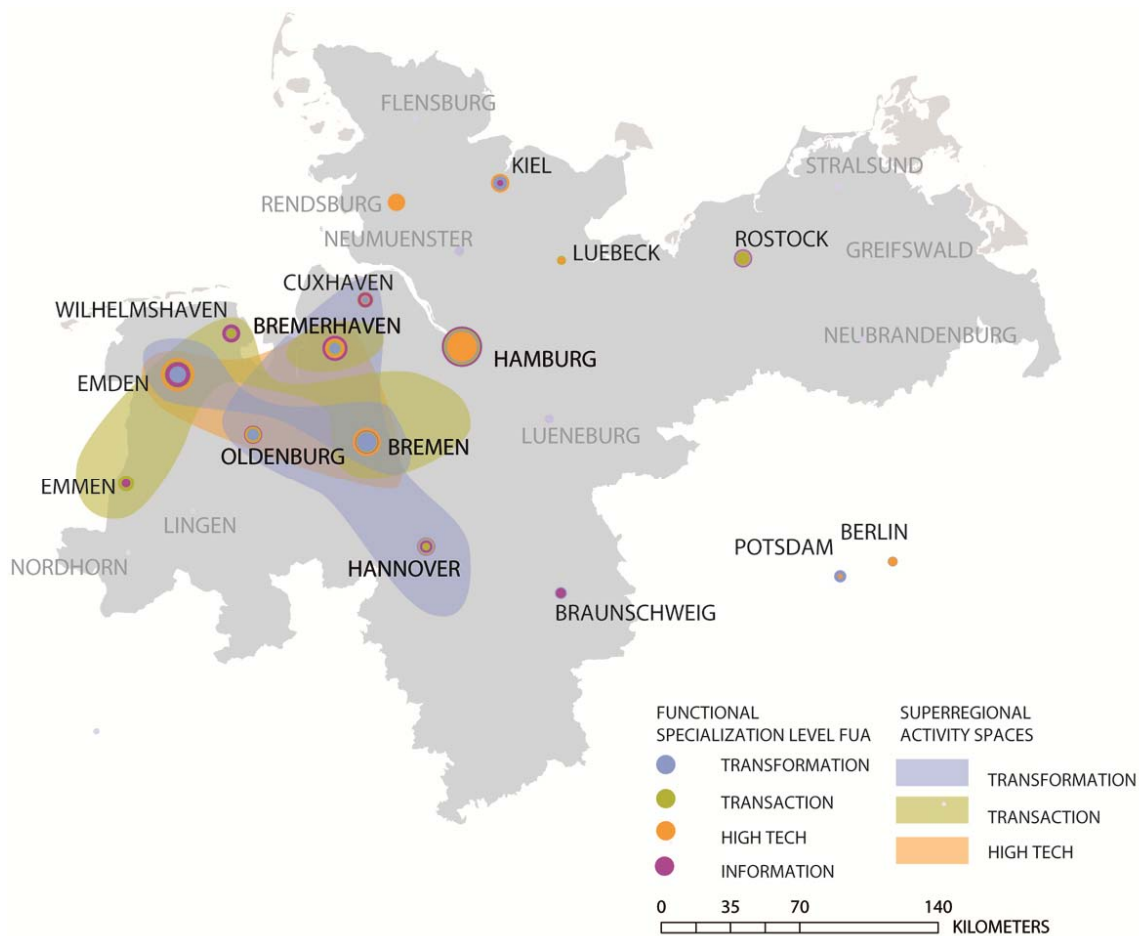 FLENSBURG
STRALSUND
KIEL
RENDSBURG
NEUMUENSTER
ROSTOCK
GREIFSWALD
LUEBECK
CUXHAVEN
WILHELMSHAVEN
BREMERHAVEN
NEUBRANDENBURG
HAMBURG
EMDEN
LUENEBURG
BREMEN
OLDENBURG
EMMEN
LINGEN
BERLIN
POTSDAM
NORDHORN
HANNOVER
BRAUNSCHWEIG
FUNCTIONAL
SPECIALIZATION LEVEL FUA
TRANSFORMATION
TRANSACTION
HIGH TECH
INFORMATION
SUPERREGIONAL
ACTIVITY SPACES
TRANSFORMATION
TRANSACTION
HIGH TECH
0 35 70 140
KILOMETERS